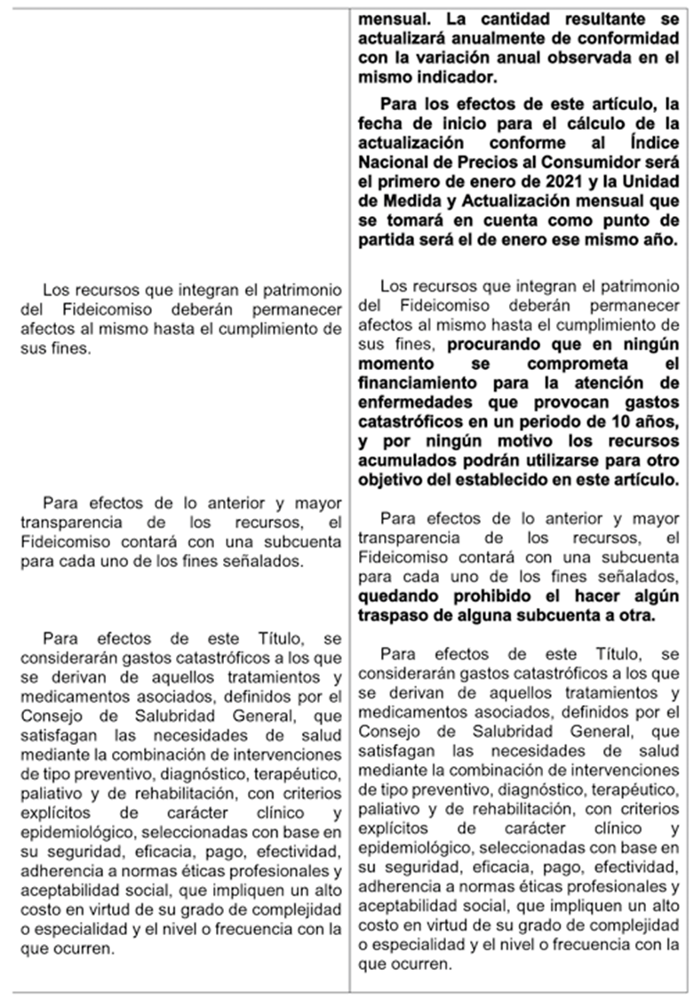 Los recursos que integran el patrimonio
del Fideicomiso deberán permanecer
afectos al mismo hasta el cumplimiento de
sus fines.
Para efectos de lo anterior y mayor
transparencia de los recursos, el
Fideicomiso contará con una subcuenta
para cada uno de los fines señalados.
Para efectos de este Título, se
considerarán gastos catastróficos a los que
se derivan de aquellos tratamientos y
medicamentos asociados, definidos por el
Consejo de Salubridad General, que
satisfagan las necesidades de salud
mediante la combinación de intervenciones
de tipo preventivo, diagnóstico, terapéutico,
paliativo y de rehabilitación, con criterios
explícitos de carácter clínico y
epidemiológico, seleccionadas con base en
su seguridad, eficacia, pago, efectividad,
adherencia a normas éticas profesionales y
aceptabilidad social, que impliquen un alto
costo en virtud de su grado de complejidad
o especialidad y el nivel o frecuencia con la
que ocurren.
mensual. La cantidad resultante se
actualizará anualmente de conformidad
con la variación anual observada en el
mismo indicador.
Para los efectos de este artículo, la
fecha de inicio para el cálculo de la
actualización conforme al Índice
Nacional de Precios al Consumidor será
el primero de enero de 2021 y la Unidad
de Medida y Actualización mensual que
se tomará en cuenta como punto de
partida será el de enero ese mismo año.
Los recursos que integran el patrimonio
del Fideicomiso deberán permanecer
afectos al mismo hasta el cumplimiento de
sus fines, procurando que en ningún
momento se comprometa el
financiamiento para la atención de
enfermedades que provocan gastos
catastróficos en un periodo de 10 años,
y por ningún motivo los recursos
acumulados podrán utilizarse para otro
objetivo del establecido en este artículo.
Para efectos de lo anterior y mayor
transparencia de los recursos, el
Fideicomiso contará con una subcuenta
para cada uno de los fines señalados,
quedando prohibido el hacer algún
traspaso de alguna subcuenta a otra.
Para efectos de este Título, se
considerarán gastos catastróficos a los que
se derivan de aquellos tratamientos y
medicamentos asociados, definidos por el
Consejo de Salubridad General, que
satisfagan las necesidades de salud
mediante la combinación de intervenciones
de tipo preventivo, diagnóstico, terapéutico,
paliativo y de rehabilitación, con criterios
explícitos de carácter clínico y
epidemiológico, seleccionadas con base en
su seguridad, eficacia, pago, efectividad,
adherencia a normas éticas profesionales y
aceptabilidad social, que impliquen un alto
costo en virtud de su grado de complejidad
o especialidad y el nivel o frecuencia con la
que ocurren.